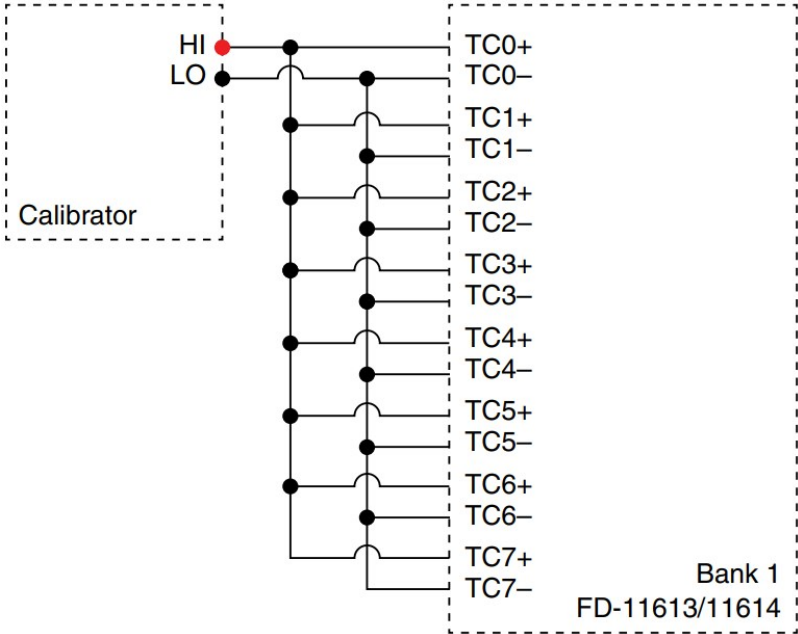 HI
LO
Calibrator
TC0+
TC0–
TC1+
TC1–
TC2+
TC2–
TC3+
TC3–
TC4+
TC4–
TC5+
TC5–
TC6+
TC6–
TC7+
TC7–
Bank 1
FD-11613/11614